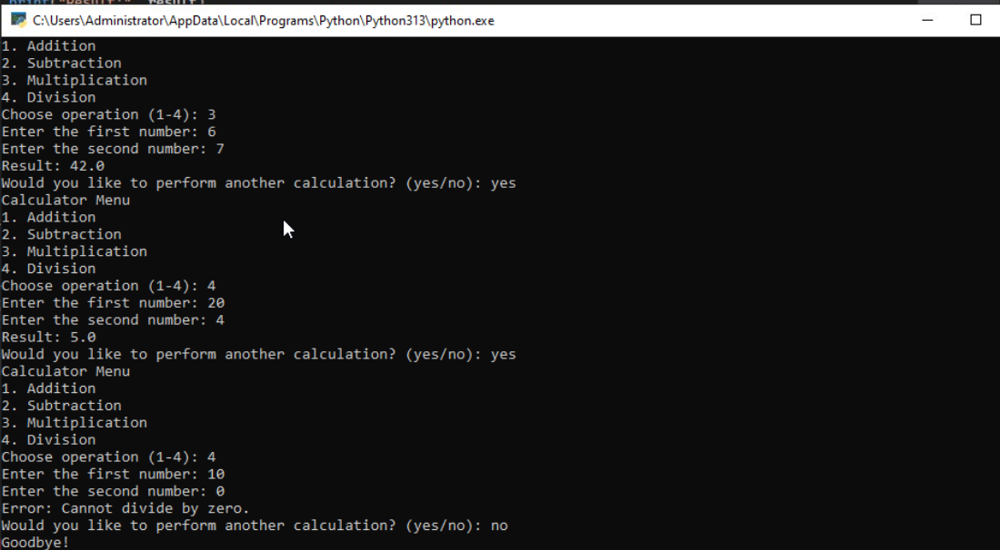 print("Result:", result)
C:\Users\Administrator\AppData\Local\Programs\Python\Python313\python.exe
1. Addition
2. Subtraction
3. Multiplication
4. Division
Choose operation (1-4): 3
Enter the first number: 6
Enter the second number: 7
Result: 42.0
Would you like to perform another calculation? (yes/no): yes
Calculator Menu
1. Addition
2. Subtraction
3. Multiplication
4. Division
Choose operation (1-4): 4
Enter the first number: 20
Enter the second number: 4
Result: 5.0
Would you like to perform another calculation? (yes/no): yes
Calculator Menu
1. Addition
2. Subtraction
3. Multiplication
4. Division
Choose operation (1-4): 4
Enter the first number: 10
Enter the second number: 0
Error: Cannot divide by zero.
Would you like to perform another calculation? (yes/no): no
Goodbye!